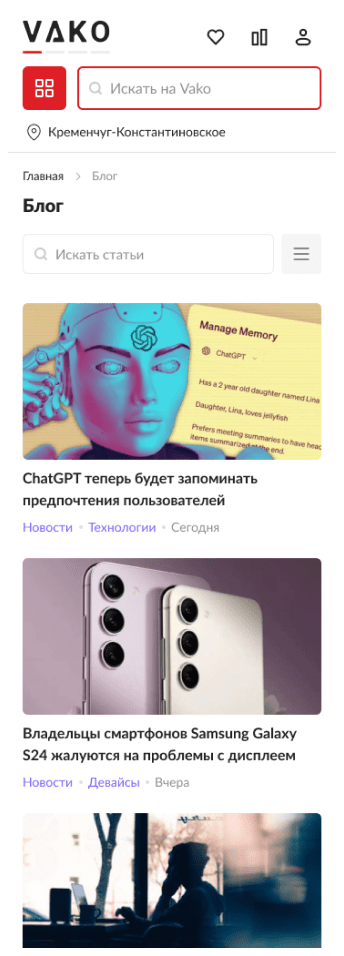 VAKO
Искать на Vako
Кременчуг-Константиновское
Главная > Блог
Блог
Искать статьи
Manage Memory
ChatGPT
Has a 2 year old daughter named Lina
Daughter, Lina, loves jellyfish
Prefers meeting summaries to have head
items summarized at the end.
ChatGPT теперь будет запоминать
предпочтения пользователей
Новости • Технологии • Сегодня
Владельцы смартфонов Samsung Galaxy
S24 жалуются на проблемы с дисплеем
Новости • Девайсы • Вчера